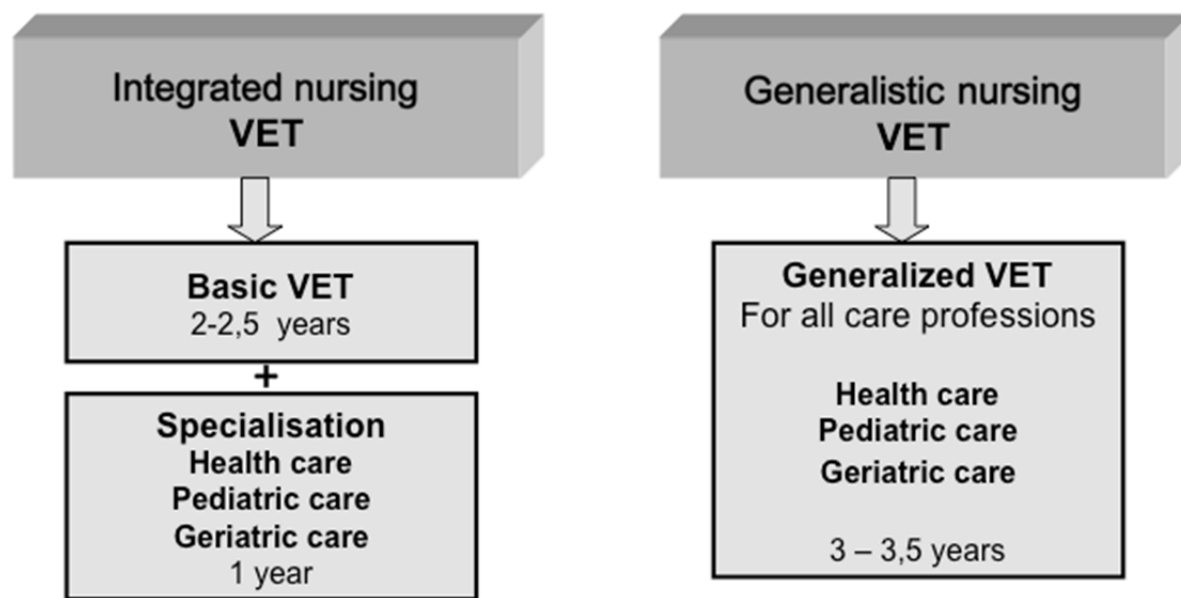 Integrated nursing
VET
Basic VET
2-2,5 years
+
Specialisation
Health care
Pediatric care
Geriatric care
1 year
Generalistic nursing
VET
Generalized VET
For all care professions
Health care
Pediatric care
Geriatric care
3 – 3,5 years